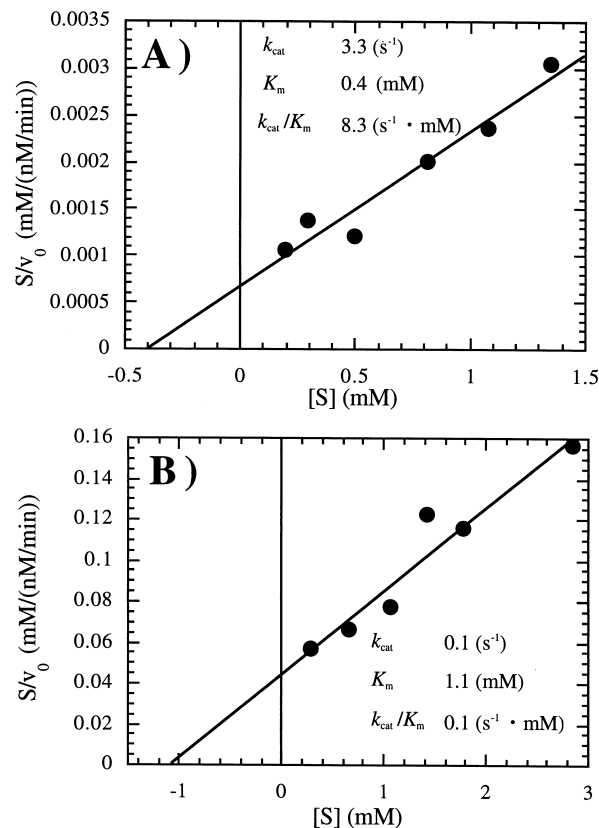 A )
k_cat 3.3 (s⁻¹)
K_m 0.4 (mM)
k_cat /K_m 8.3 (s⁻¹ · mM)
S/v₀ (mM/(nM/min))
0.0035
0.003
0.0025
0.002
0.0015
0.001
0.0005
0
-0.5 0 0.5 1 1.5
[S] (mM)
B )
k_cat 0.1 (s⁻¹)
K_m 1.1 (mM)
k_cat /K_m 0.1 (s⁻¹ · mM)
S/v₀ (mM/(nM/min))
0.16
0.12
0.08
0.06
0.04
0.02
0
-1 0 1 2 3
[S] (mM)